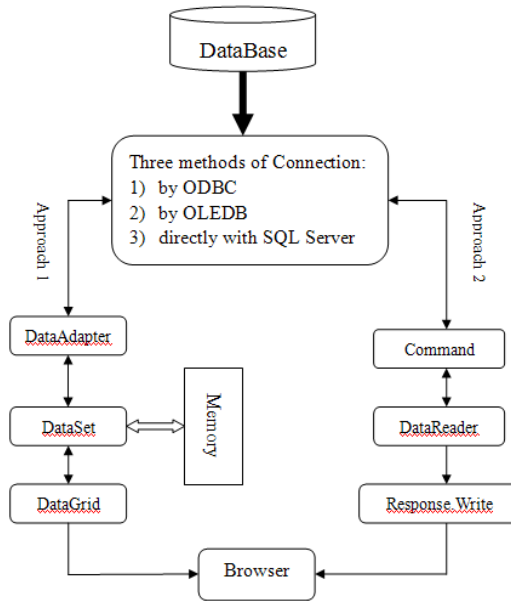 DataBase
Three methods of Connection:
1) by ODBC
2) by OLEDB
3) directly with SQL Server
Approach 1
Approach 2
DataAdapter
Command
DataSet
Memory
DataReader
DataGrid
Response.Write
Browser